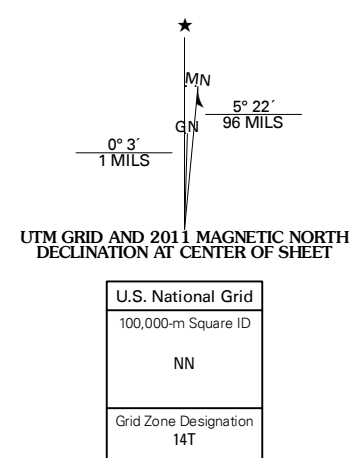 ★
MN
GN
5° 22´
96 MILS
0° 3´
1 MILS
UTM GRID AND 2011 MAGNETIC NORTH
DECLINATION AT CENTER OF SHEET
U.S. National Grid
100,000-m Square ID
NN
Grid Zone Designation
14T